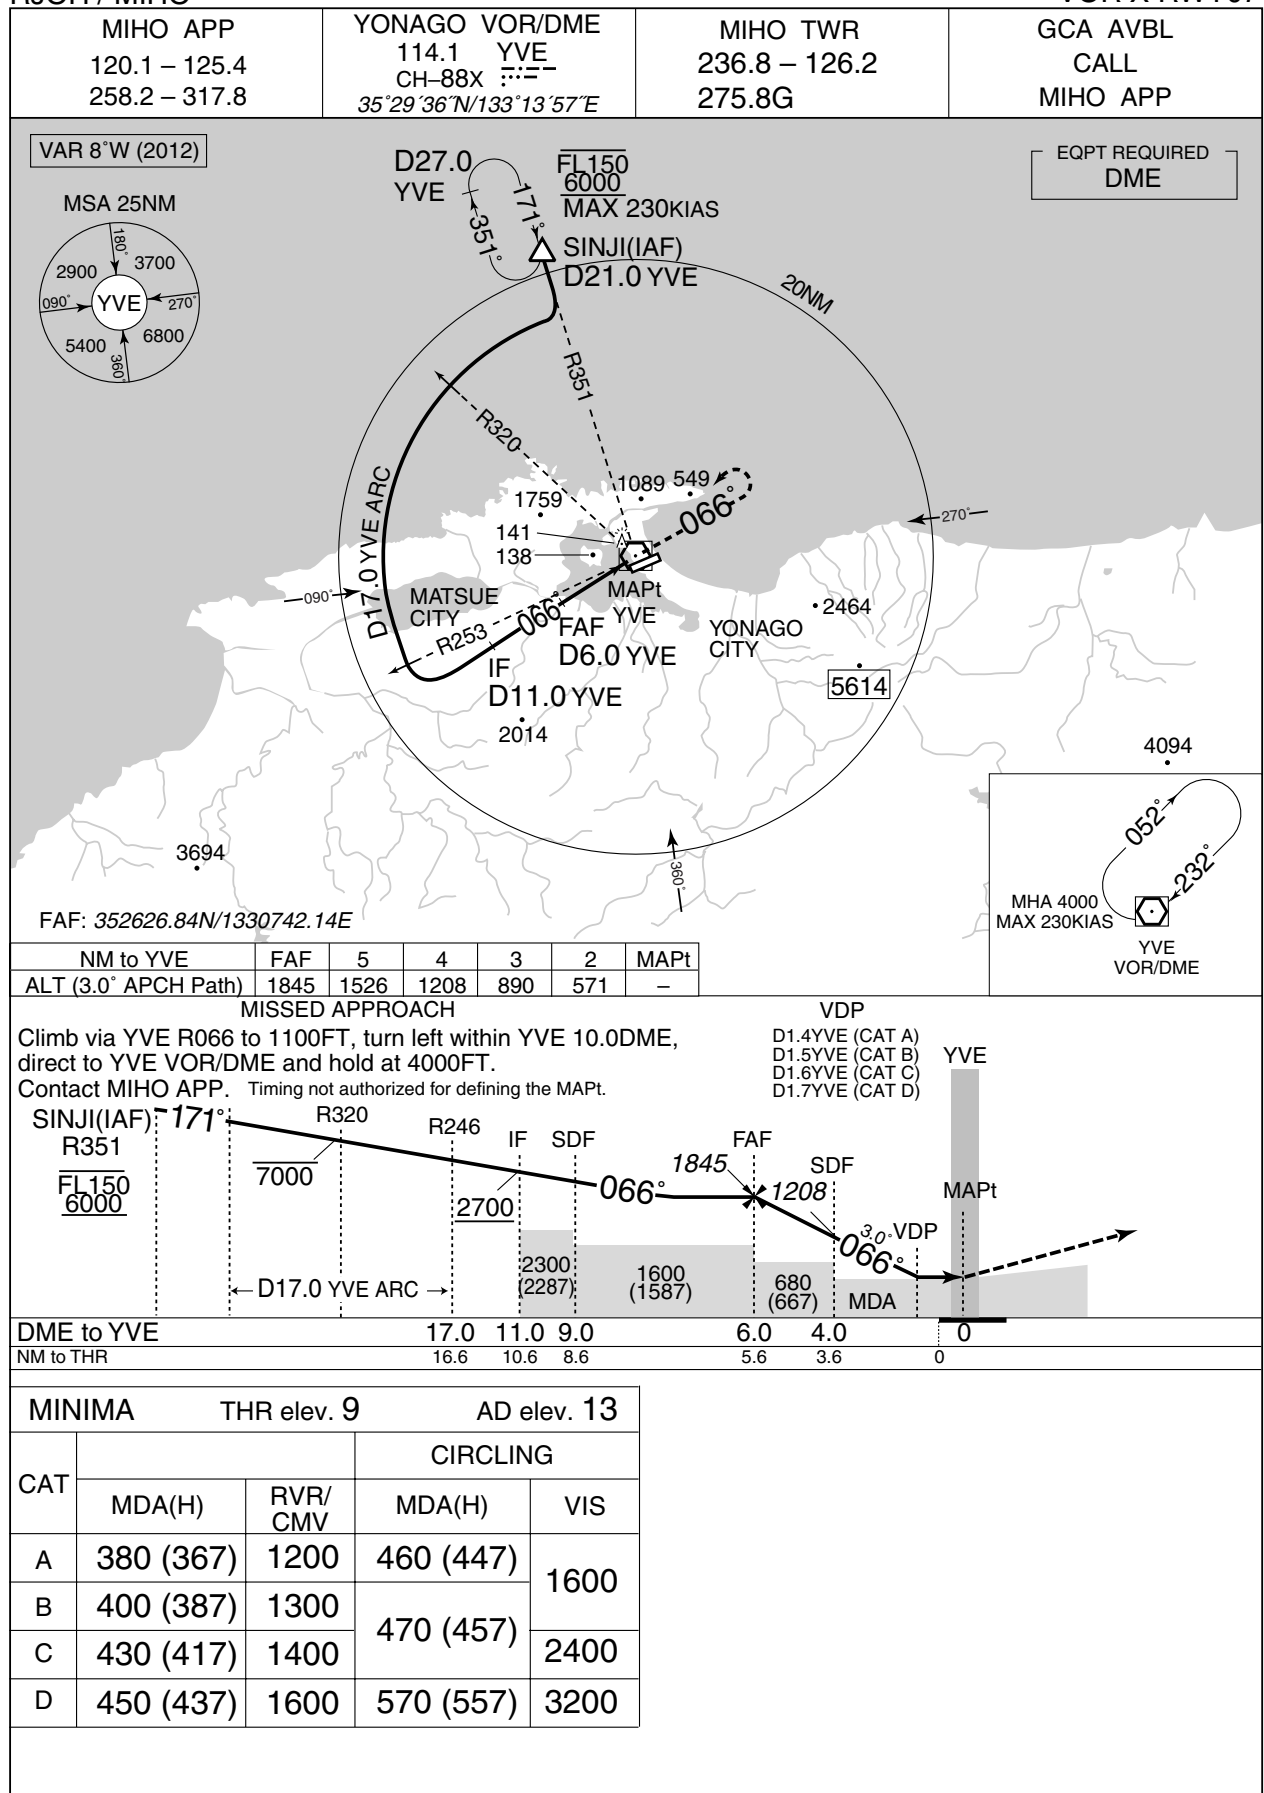 MIHO APP
120.1 – 125.4
258.2 – 317.8
YONAGO VOR/DME
114.1 YVE
CH–88X
35°29´36˝N/133°13´57˝E
MIHO TWR
236.8 – 126.2
275.8G
GCA AVBL
CALL
MIHO APP
VAR 8°W (2012)
EQPT REQUIRED
DME
MSA 25NM
180°
2900
3700
090°
YVE
270°
5400
6800
360°
D27.0
YVE
171°
351°
FL150
6000
MAX 230KIAS
SINJI(IAF)
D21.0 YVE
20NM
R351
R320
D17.0 YVE ARC
1759
1089
549
141
138
066°
270°
090°
MATSUE
CITY
MAPt
YVE
2464
066°
R253
FAF
D6.0 YVE
YONAGO
CITY
IF
D11.0 YVE
5614
2014
4094
3694
360°
052°
232°
MHA 4000
MAX 230KIAS
YVE
VOR/DME
FAF: 352626.84N/1330742.14E
NM to YVE FAF 5 4 3 2 MAPt
ALT (3.0° APCH Path) 1845 1526 1208 890 571 –
MISSED APPROACH
Climb via YVE R066 to 1100FT, turn left within YVE 10.0DME,
direct to YVE VOR/DME and hold at 4000FT.
Contact MIHO APP. Timing not authorized for defining the MAPt.
VDP
D1.4YVE (CAT A)
D1.5YVE (CAT B)
D1.6YVE (CAT C)
D1.7YVE (CAT D)
YVE
SINJI(IAF)
R351
FL150
6000
171°
R320
7000
R246
2700
IF
SDF
066°
FAF
1845
SDF
1208
3.0°
066°
VDP
MAPt
D17.0 YVE ARC
2300
(2287)
1600
(1587)
680
(667)
MDA
DME to YVE 17.0 11.0 9.0 6.0 4.0 0
NM to THR 16.6 10.6 8.6 5.6 3.6 0
MINIMA THR elev. 9 AD elev. 13
CAT
CIRCLING
MDA(H) RVR/CMV MDA(H) VIS
A 380 (367) 1200 460 (447) 1600
B 400 (387) 1300 470 (457)
C 430 (417) 1400 2400
D 450 (437) 1600 570 (557) 3200